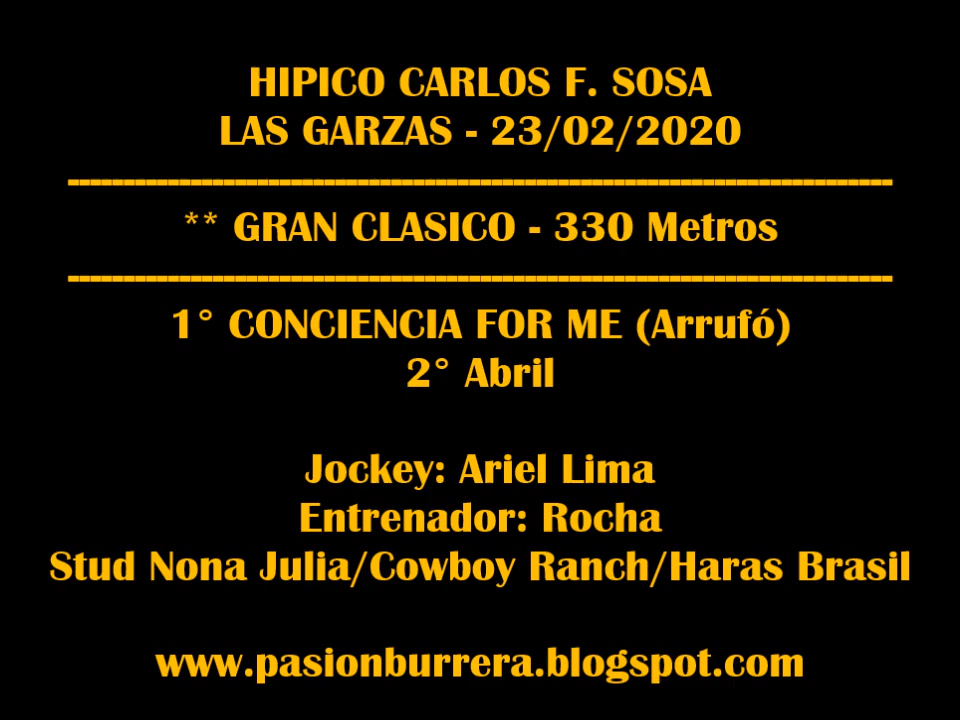 HIPICO CARLOS F. SOSA
LAS GARZAS - 23/02/2020
----------------------------------------------------------------------
** GRAN CLASICO - 330 Metros
----------------------------------------------------------------------
1° CONCIENCIA FOR ME (Arrufó)
2° Abril
Jockey: Ariel Lima
Entrenador: Rocha
Stud Nona Julia/Cowboy Ranch/Haras Brasil
www.pasionburrera.blogspot.com